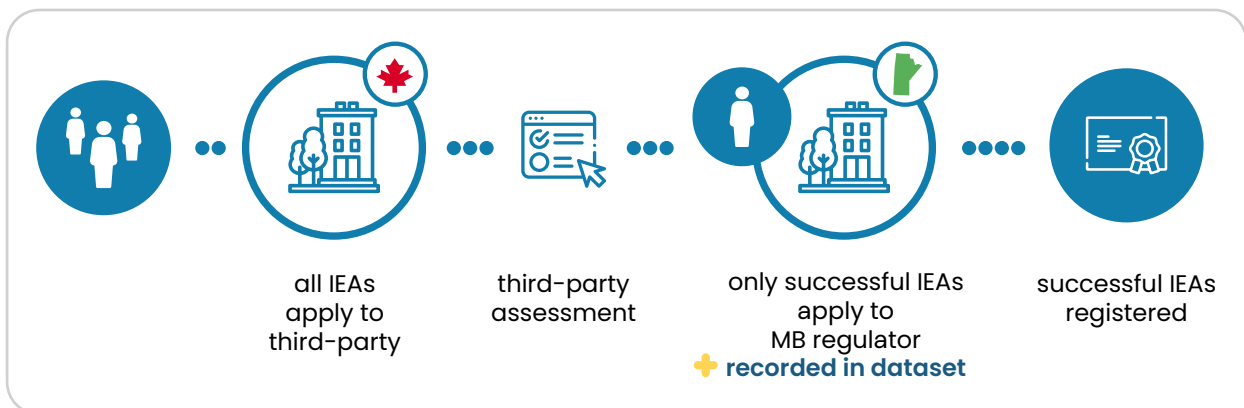 all IEAs
apply to
third-party
third-party
assessment
only successful IEAs
apply to
MB regulator
recorded in dataset
successful IEAs
registered